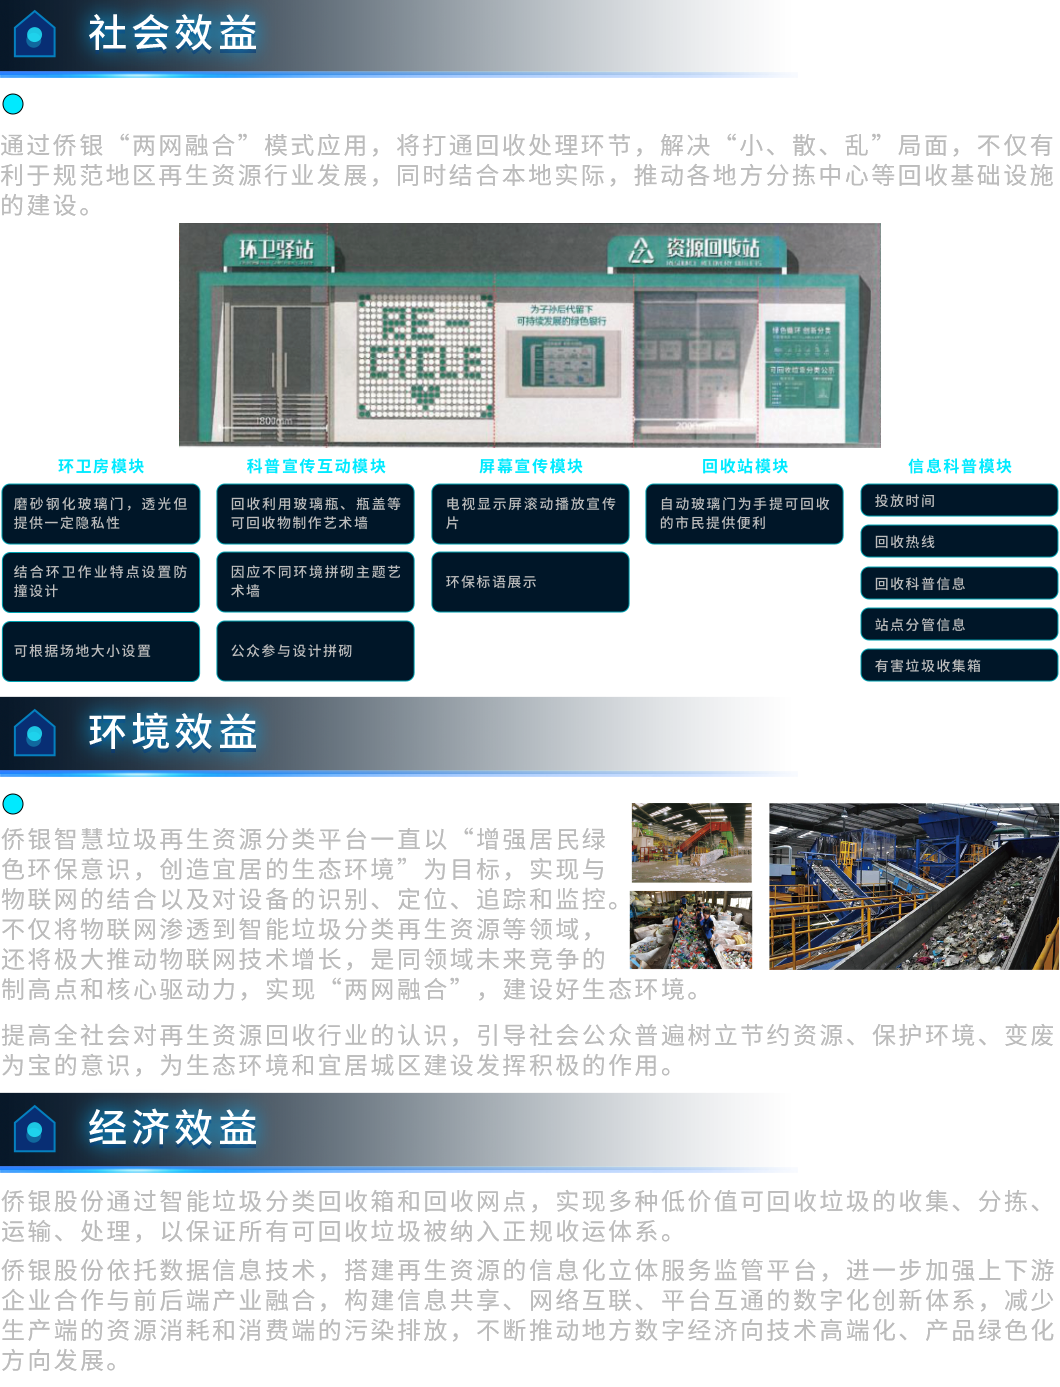 社会效益
通过侨银“两网融合”模式应用，将打通回收处理环节，解决“小、散、乱”局面，不仅有
利于规范地区再生资源行业发展，同时结合本地实际，推动各地方分拣中心等回收基础设施
的建设。
环卫驿站
资源回收站
RE-
CYCLE
为子孙后代留下
可持续发展的绿色银行
绿色循环 创新分类
可回收垃圾分类公示
1800mm
环卫房模块
科普宣传互动模块
屏幕宣传模块
回收站模块
信息科普模块
磨砂钢化玻璃门，透光但
提供一定隐私性
结合环卫作业特点设置防
撞设计
可根据场地大小设置
回收利用玻璃瓶、瓶盖等
可回收物制作艺术墙
因应不同环境拼砌主题艺
术墙
公众参与设计拼砌
电视显示屏滚动播放宣传
片
环保标语展示
自动玻璃门为手提可回收
的市民提供便利
投放时间
回收热线
回收科普信息
站点分管信息
有害垃圾收集箱
环境效益
侨银智慧垃圾再生资源分类平台一直以“增强居民绿
色环保意识，创造宜居的生态环境”为目标，实现与
物联网的结合以及对设备的识别、定位、追踪和监控。
不仅将物联网渗透到智能垃圾分类再生资源等领域，
还将极大推动物联网技术增长，是同领域未来竞争的
制高点和核心驱动力，实现“两网融合”，建设好生态环境。
提高全社会对再生资源回收行业的认识，引导社会公众普遍树立节约资源、保护环境、变废
为宝的意识，为生态环境和宜居城区建设发挥积极的作用。
经济效益
侨银股份通过智能垃圾分类回收箱和回收网点，实现多种低价值可回收垃圾的收集、分拣、
运输、处理，以保证所有可回收垃圾被纳入正规收运体系。
侨银股份依托数据信息技术，搭建再生资源的信息化立体服务监管平台，进一步加强上下游
企业合作与前后端产业融合，构建信息共享、网络互联、平台互通的数字化创新体系，减少
生产端的资源消耗和消费端的污染排放，不断推动地方数字经济向技术高端化、产品绿色化
方向发展。